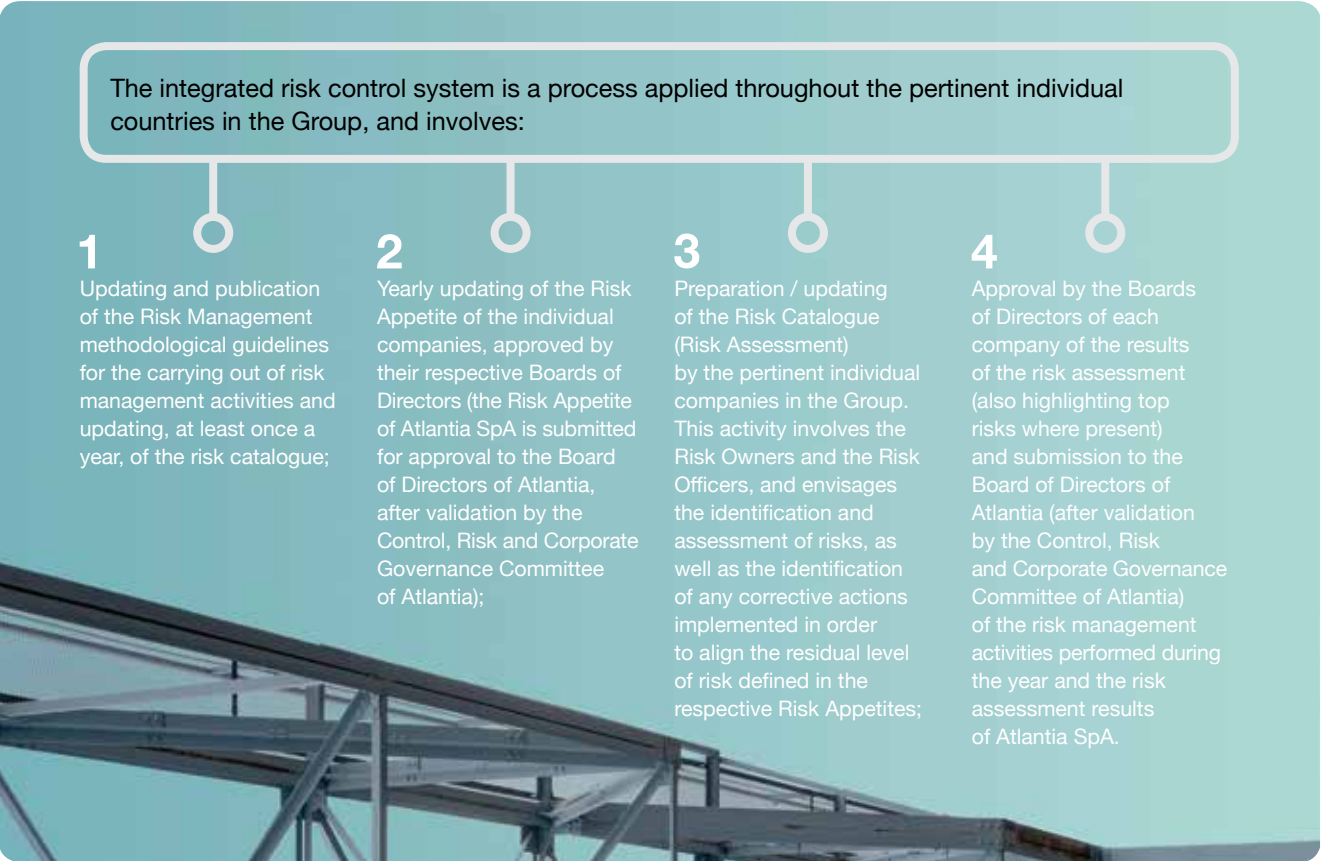 The integrated risk control system is a process applied throughout the pertinent individual
countries in the Group, and involves:
1
Updating and publication
of the Risk Management
methodological guidelines
for the carrying out of risk
management activities and
updating, at least once a
year, of the risk catalogue;
2
Yearly updating of the Risk
Appetite of the individual
companies, approved by
their respective Boards of
Directors (the Risk Appetite
of Atlantia SpA is submitted
for approval to the Board
of Directors of Atlantia,
after validation by the
Control, Risk and Corporate
Governance Committee
of Atlantia);
3
Preparation / updating
of the Risk Catalogue
(Risk Assessment)
by the pertinent individual
companies in the Group.
This activity involves the
Risk Owners and the Risk
Officers, and envisages
the identification and
assessment of risks, as
well as the identification
of any corrective actions
implemented in order
to align the residual level
of risk defined in the
respective Risk Appetites;
4
Approval by the Boards
of Directors of each
company of the results
of the risk assessment
(also highlighting top
risks where present)
and submission to the
Board of Directors of
Atlantia (after validation
by the Control, Risk
and Corporate Governance
Committee of Atlantia)
of the risk management
activities performed during
the year and the risk
assessment results
of Atlantia SpA.